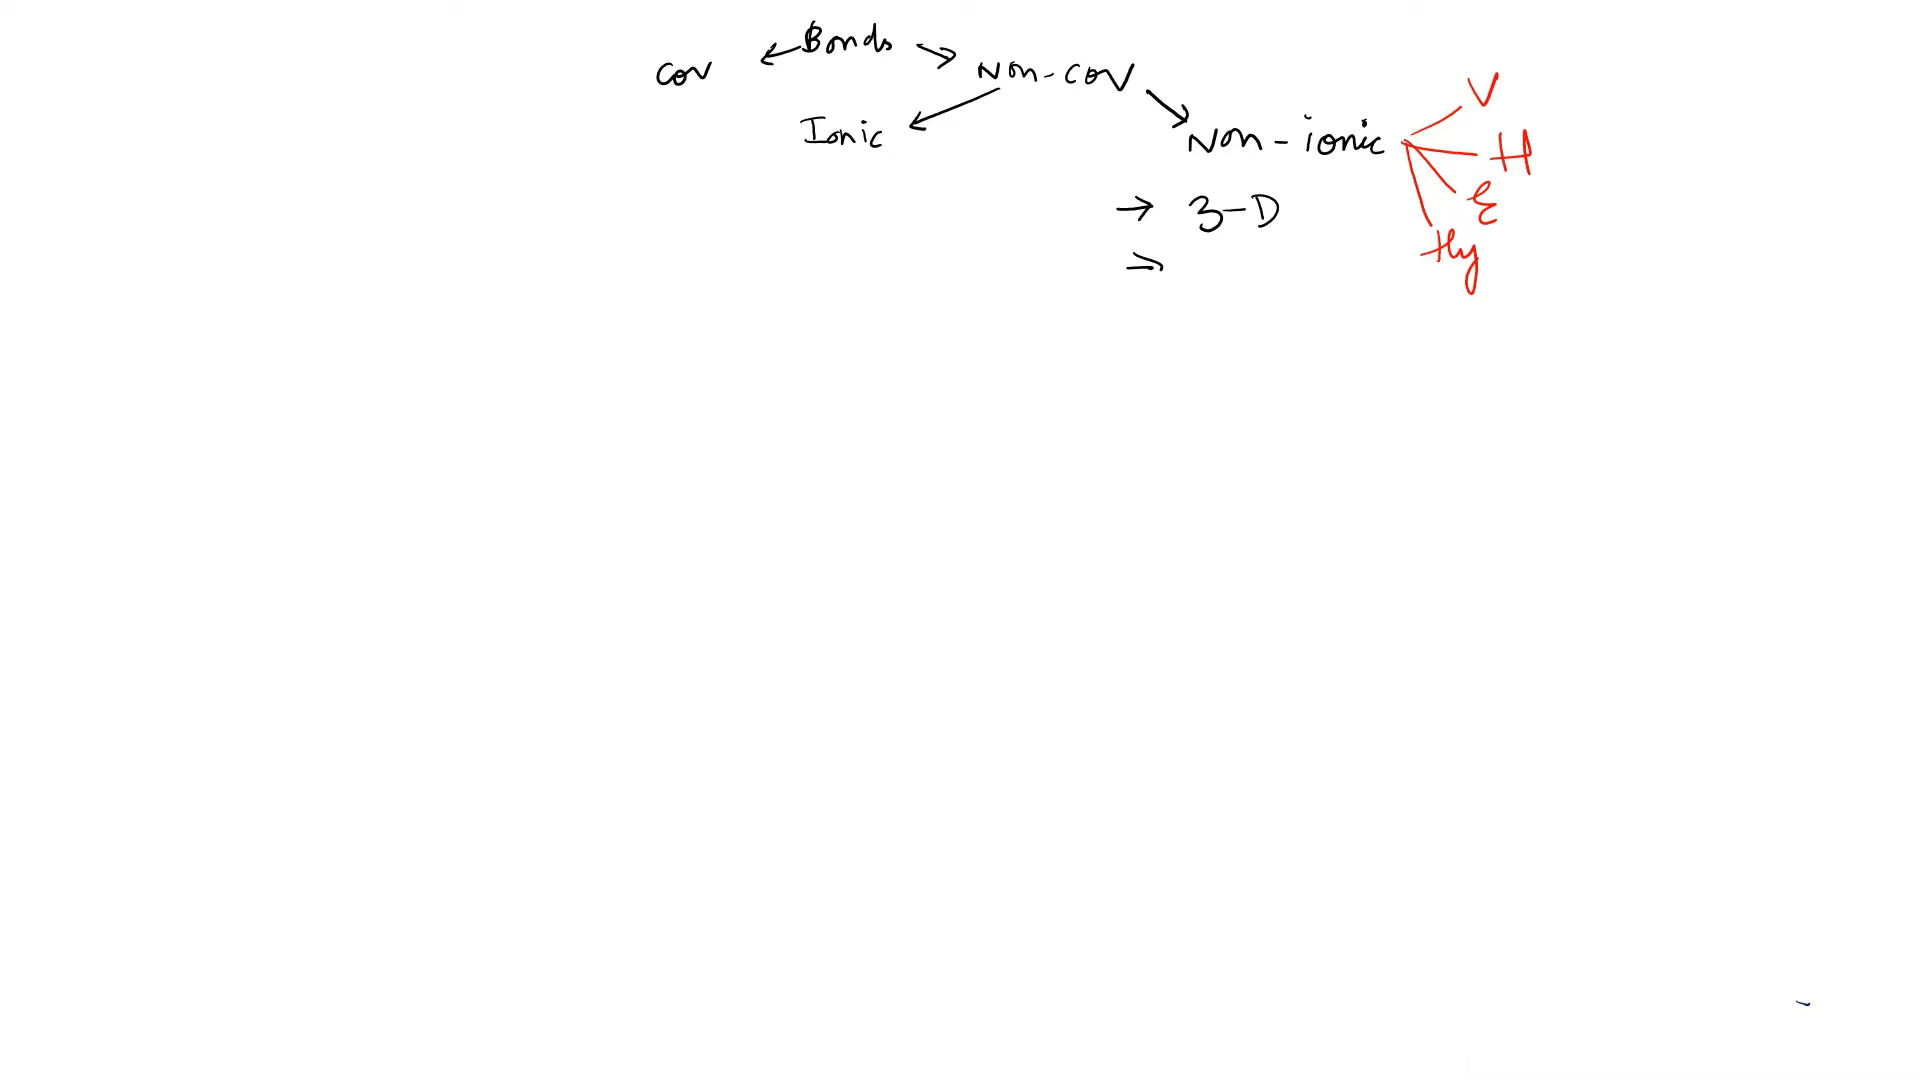 Bonds
Cov
Non-Cov
Ionic
Non-ionic
V
H
E
Hy
→ 3-D
⇒